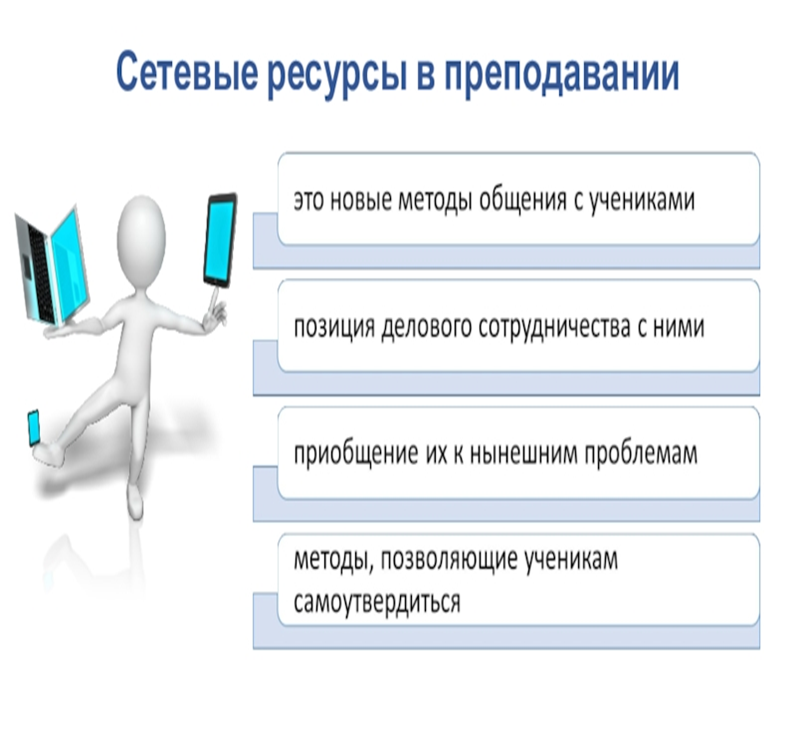 Сетевые ресурсы в преподавании
это новые методы общения с учениками
позиция делового сотрудничества с ними
приобщение их к нынешним проблемам
методы, позволяющие ученикам
самоутвердиться